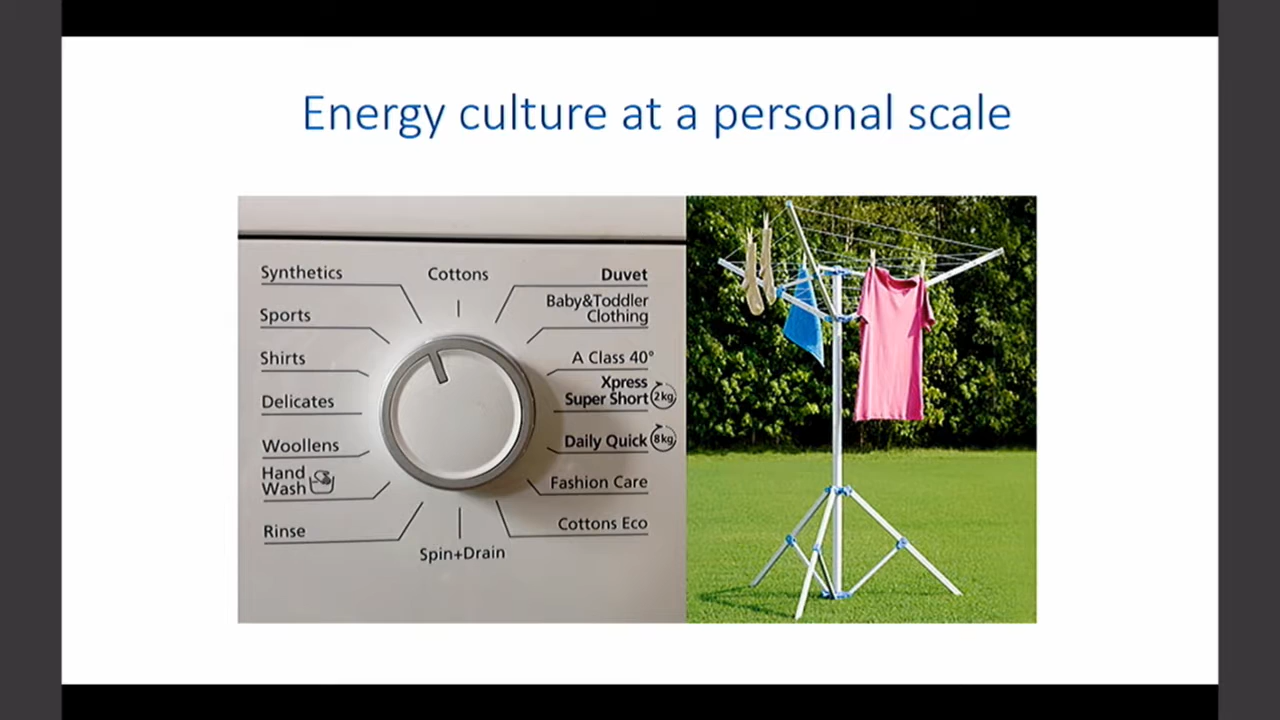 Energy culture at a personal scale
Synthetics
Cottons
Duvet
Sports
Baby&Toddler
Clothing
Shirts
A Class 40°
Xpress
Super Short 2kg
Delicates
Woollens
Daily Quick 8kg
Hand
Wash
Fashion Care
Rinse
Cottons Eco
Spin+Drain